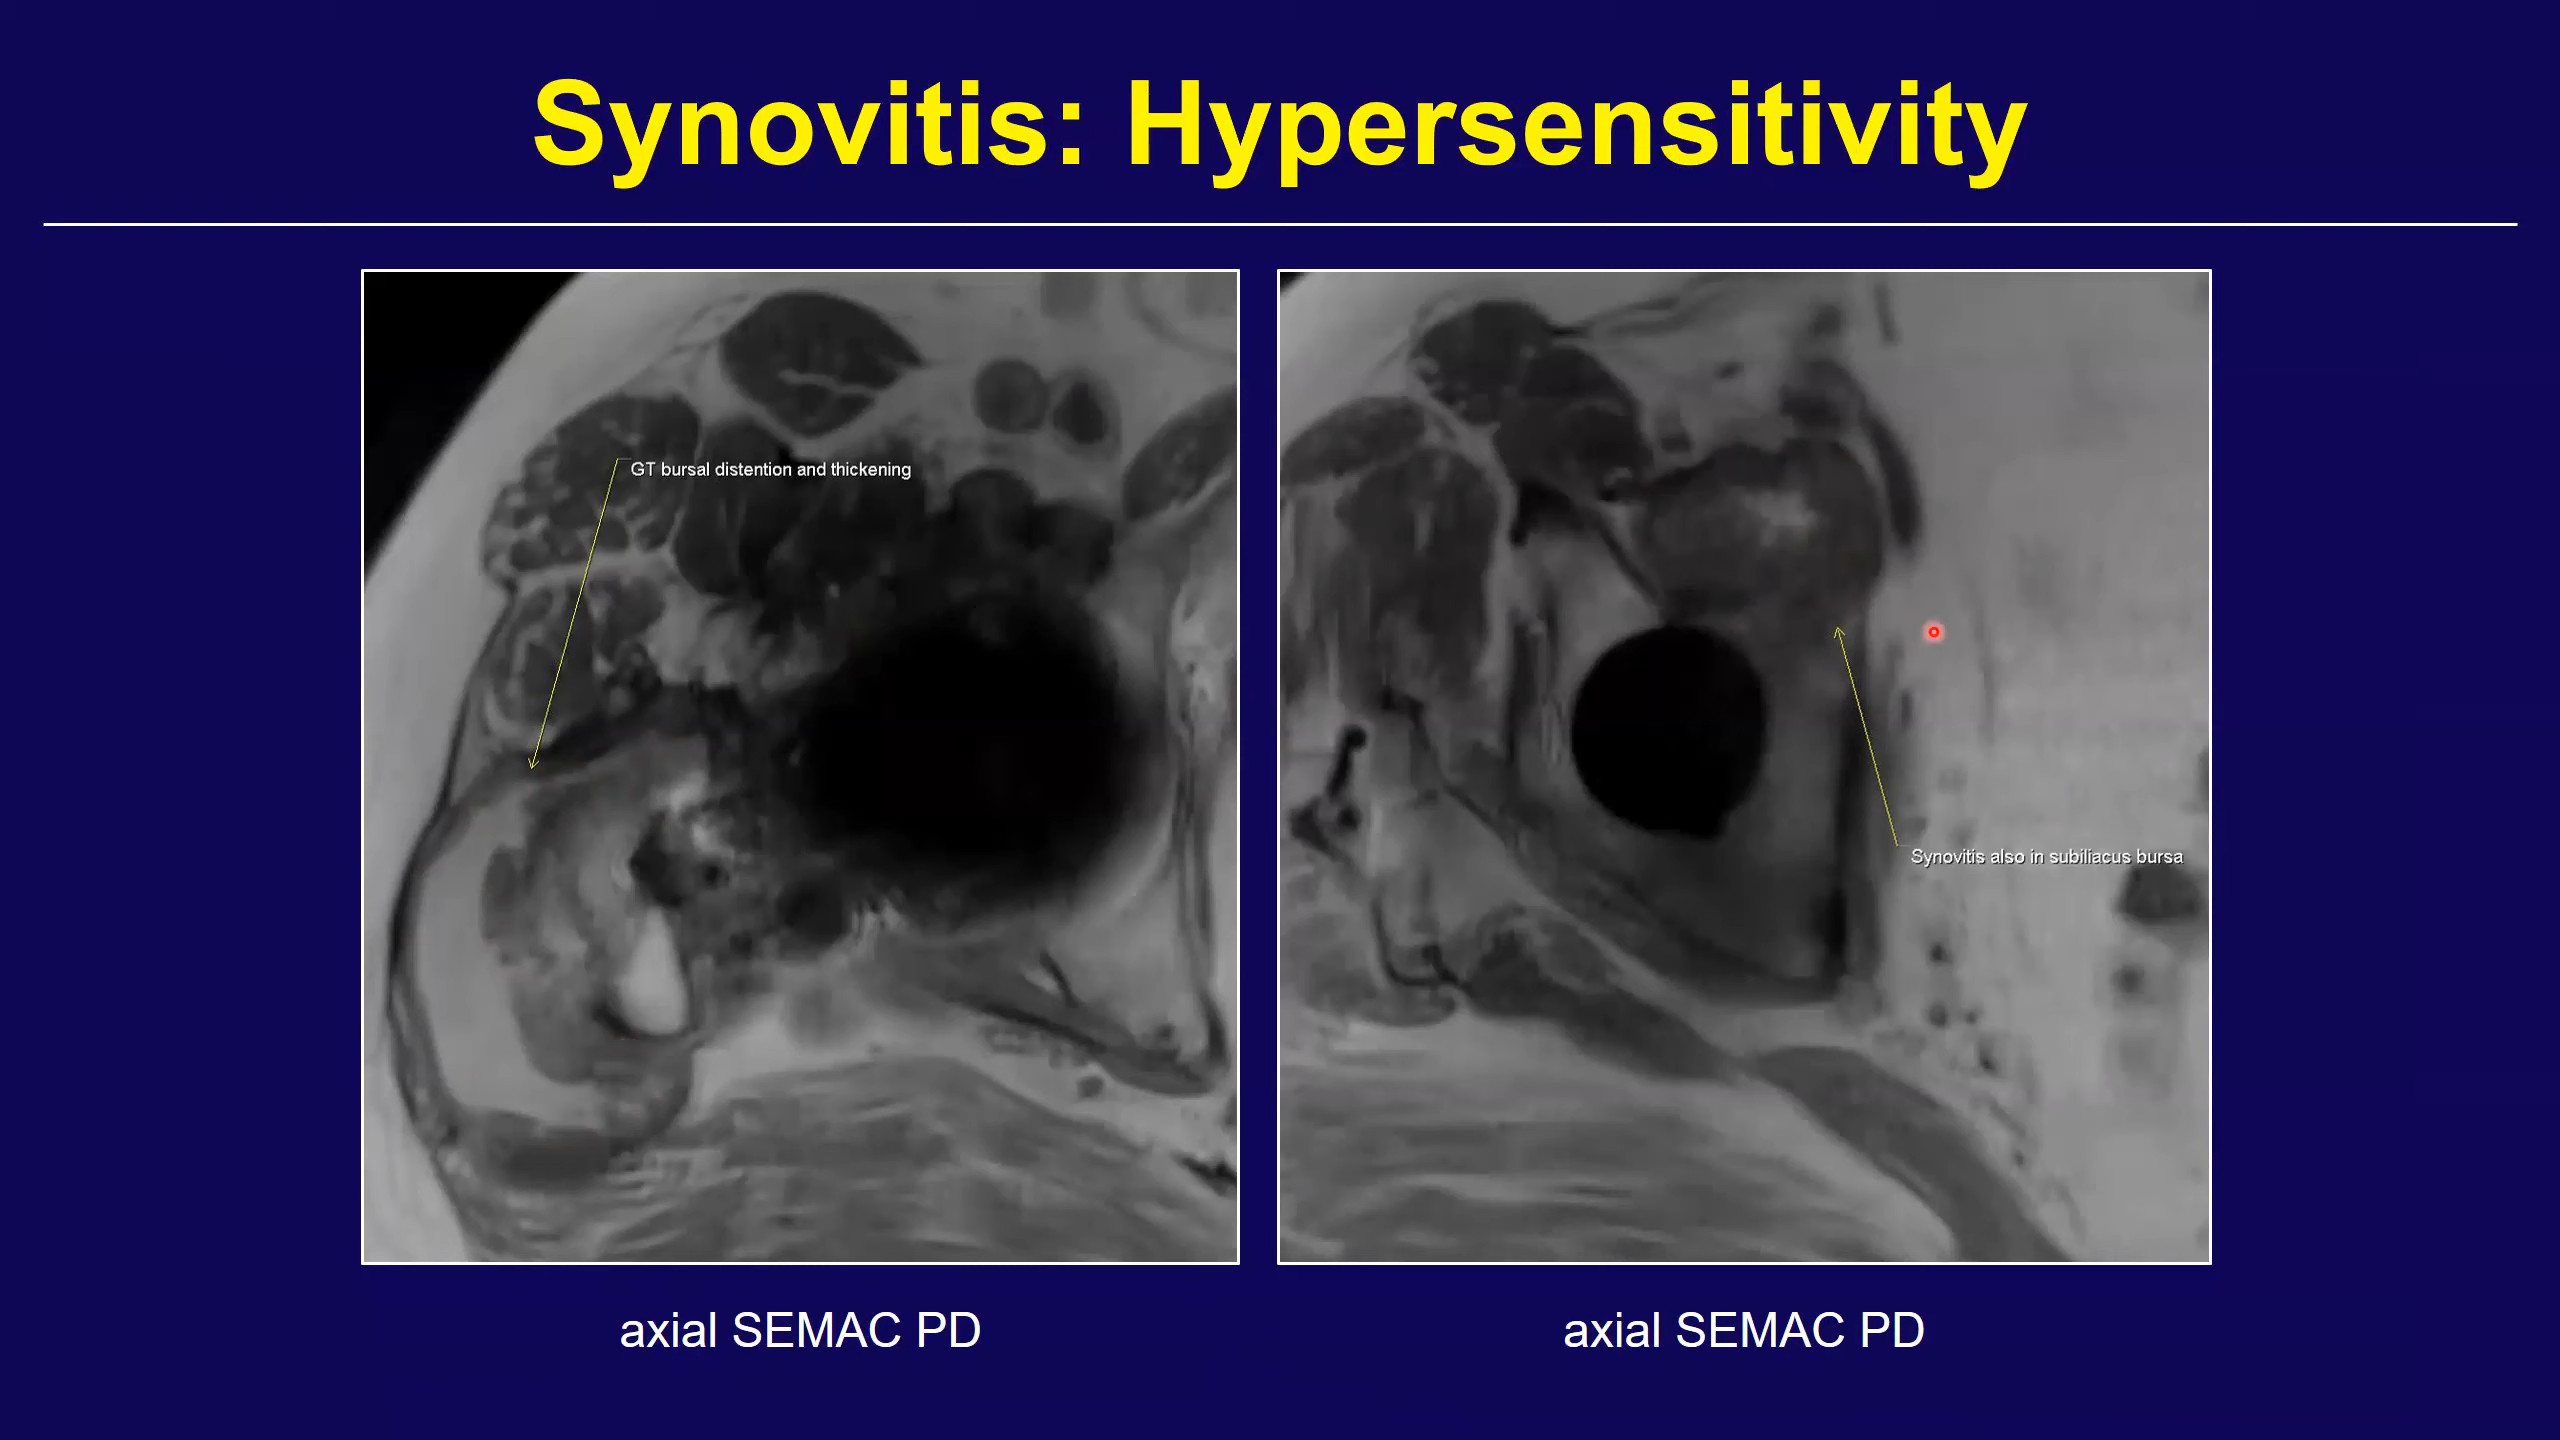 Synovitis: Hypersensitivity
GT bursal distention and thickening
Synovitis also in subiliacus bursa
axial SEMAC PD
axial SEMAC PD